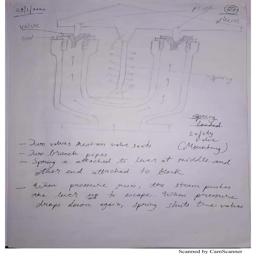 valve
spring
spring
loaded
safety
valve
(Mounting)
- Two valves rest on valve seats
- Two branch pipes
- Spring is attached to lever at middle and
other end attached to block
- When pressure rises, the steam pushes
the lever up to escape. When pressure
drops down again, spring shuts the valves
Scanned by CamScanner